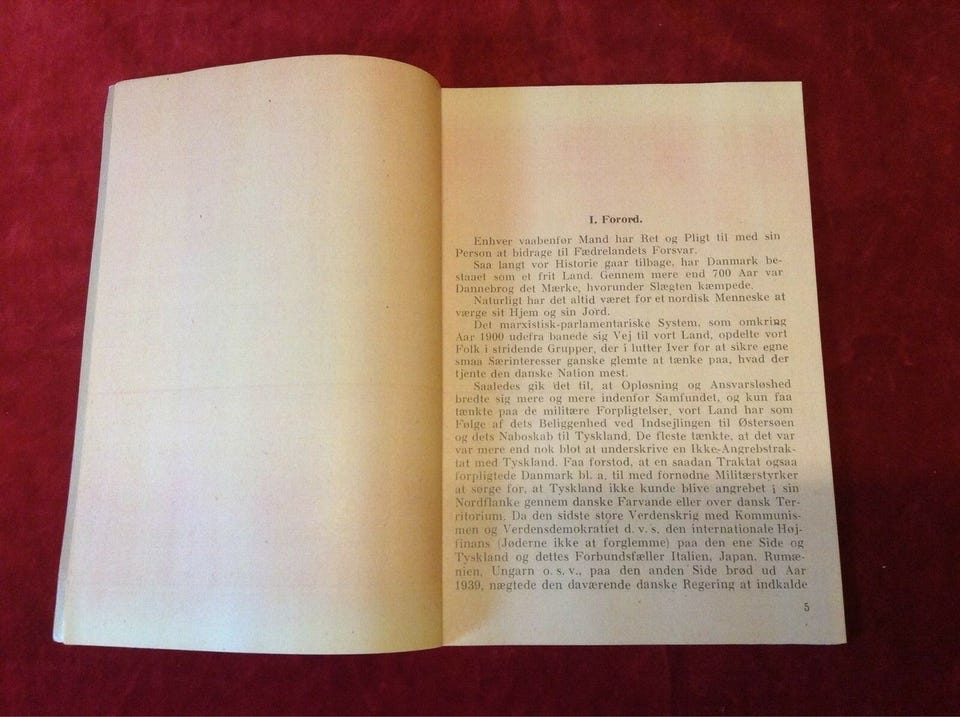 I. Forord.
Enhver vaabenfør Mand har Ret og Pligt til med sin
Person at bidrage til Fædrelandets Forsvar.
Saa langt vor Historie gaar tilbage, har Danmark be-
staaet som et frit Land. Gennem mere end 700 Aar var
Dannebrog det Mærke, hvorunder Slægten kæmpede.
Naturligt har det altid været for et nordisk Menneske at
værge sit Hjem og sin Jord.
Det marxistisk-parlamentariske System, som omkring
Aar 1900 udefra banede sig Vej til vort Land, opdelte vort
Folk i stridende Grupper, der i lutter Iver for at sikre egne
smaa Særinteresser ganske glemte at tænke paa, hvad der
tjente den danske Nation mest.
Saaledes gik det til, at Opløsning og Ansvarsløshed
bredte sig mere og mere indenfor Samfundet, og kun faa
tænkte paa de militære Forpligtelser, vort Land har som
Følge af dets Beliggenhed ved Indsejlingen til Østersøen
og dets Naboskab til Tyskland. De fleste tænkte, at det var
var mere end nok blot at underskrive en Ikke-Angrebstrak-
tat med Tyskland. Faa forstod, at en saadan Traktat ogsaa
forpligtede Danmark bl. a. til med fornødne Militærstyrker
at sørge for, at Tyskland ikke kunde blive angrebet i sin
Nordflanke gennem danske Farvande eller over dansk Ter-
ritorium. Da den sidste store Verdenskrig med Kommunis-
men og Verdensdemokratiet d. v. s. den internationale Høj-
finans (Jøderne ikke at forglemme) paa den ene Side og
Tyskland og dettes Forbundsfæller Italien, Japan, Rumæ-
nien, Ungarn o. s. v., paa den anden Side brød ud Aar
1939, nægtede den daværende danske Regering at indkalde
5